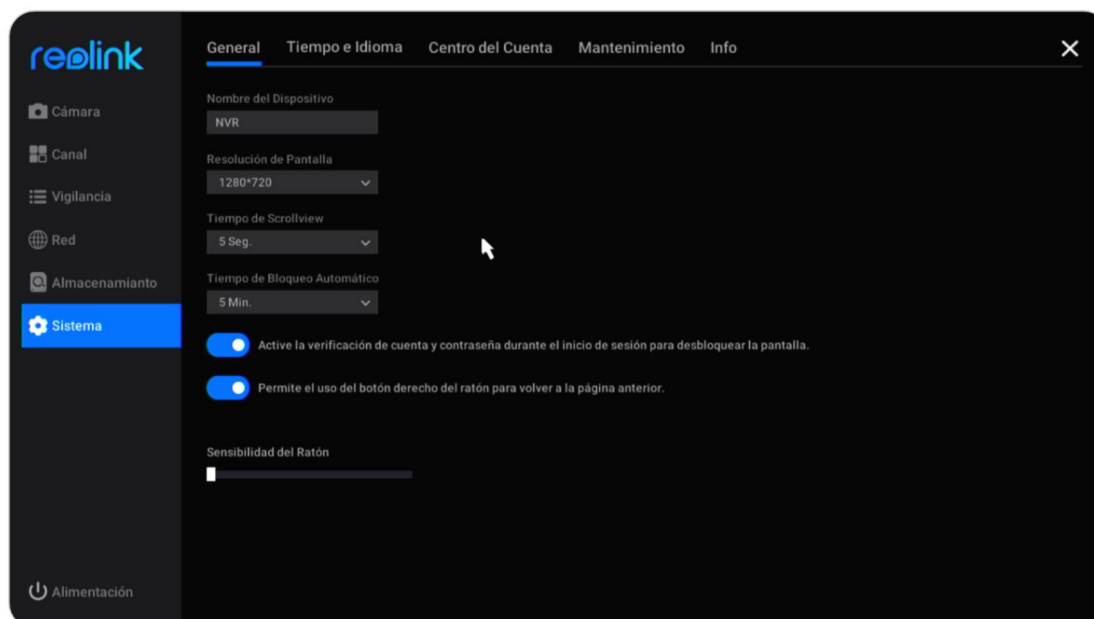 reolink
General Tiempo e Idioma Centro del Cuenta Mantenimiento Info
Cámara
Canal
Vigilancia
Red
Almacenamianto
Sistema
Alimentación
Nombre del Dispositivo
NVR
Resolución de Pantalla
1280*720
Tiempo de Scrollview
5 Seg.
Tiempo de Bloqueo Automático
5 Min.
Active la verificación de cuenta y contraseña durante el inicio de sesión para desbloquear la pantalla.
Permite el uso del botón derecho del ratón para volver a la página anterior.
Sensibilidad del Ratón